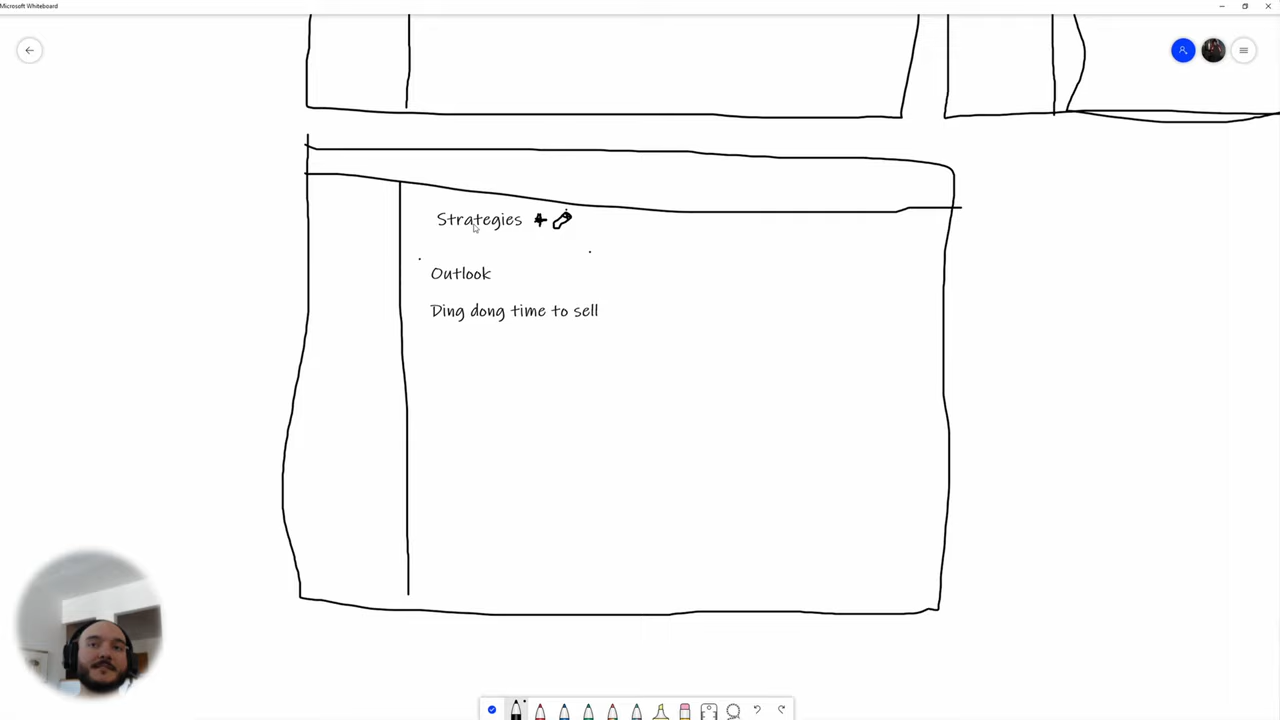 Microsoft Whiteboard
Strategies
Outlook
Ding dong time to sell